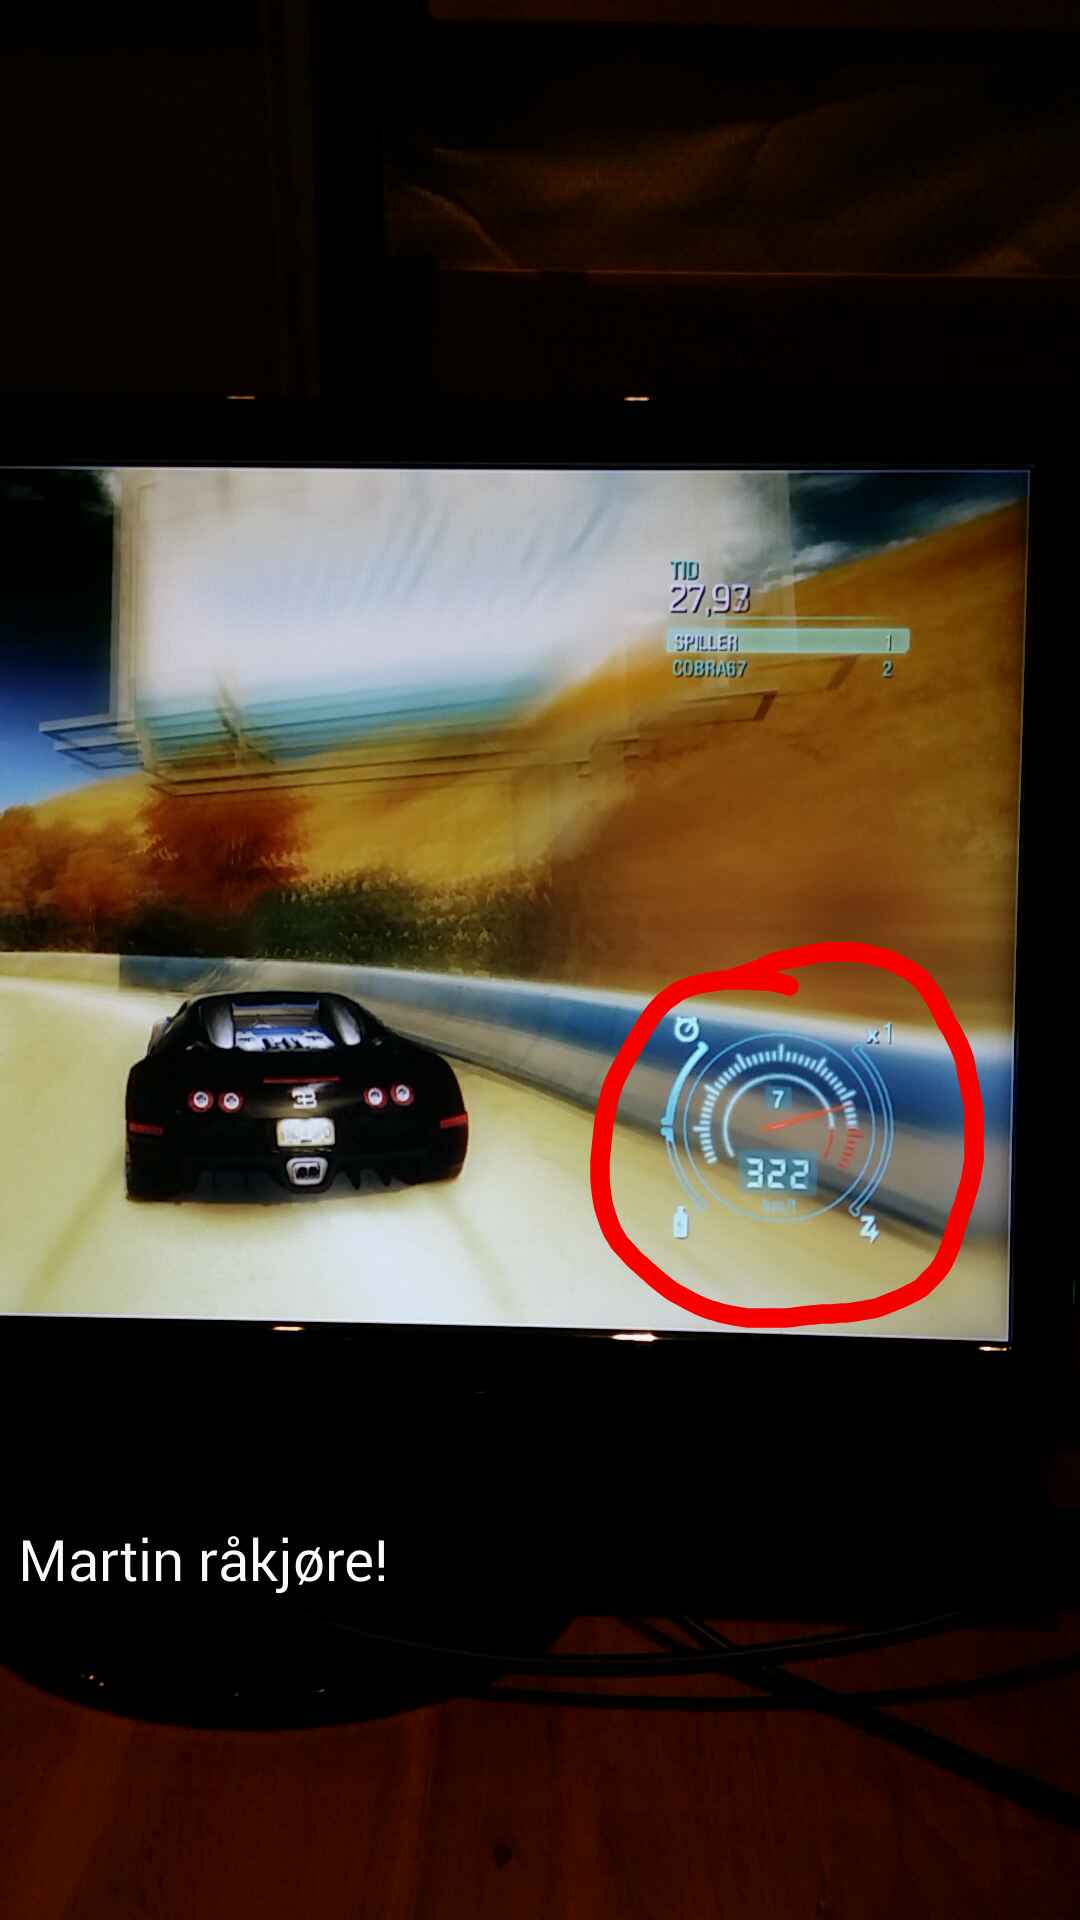 TID
27,93
SPILLER 1
COBRA67 2
x1
7
322
km/t
Martin råkjøre!